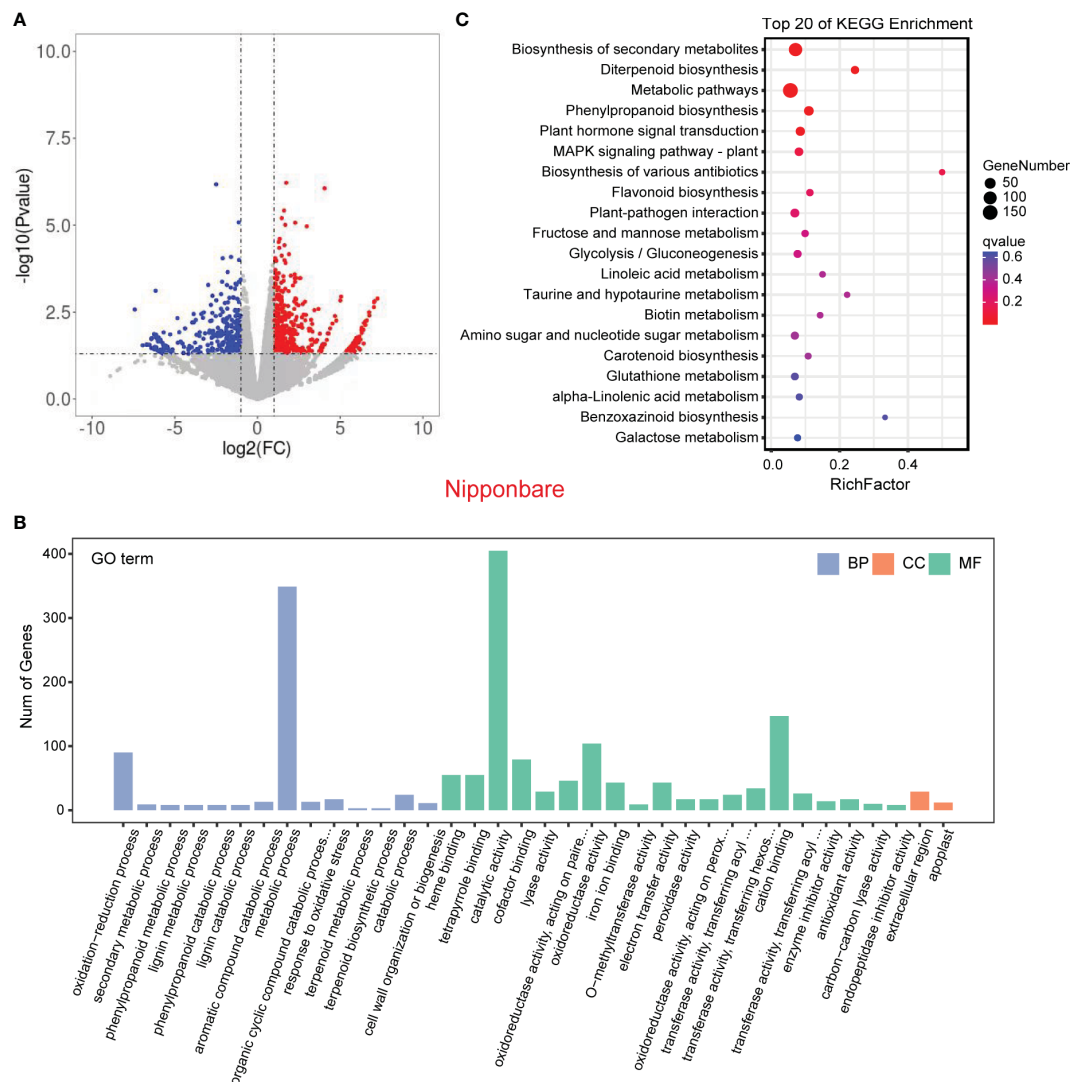 A
10.0
7.5
5.0
2.5
0.0
-log10(Pvalue)
-10
-5
0
5
10
log2(FC)
C
Top 20 of KEGG Enrichment
Biosynthesis of secondary metabolites
Diterpenoid biosynthesis
Metabolic pathways
Phenylpropanoid biosynthesis
Plant hormone signal transduction
MAPK signaling pathway - plant
Biosynthesis of various antibiotics
Flavonoid biosynthesis
Plant-pathogen interaction
Fructose and mannose metabolism
Glycolysis / Gluconeogenesis
Linoleic acid metabolism
Taurine and hypotaurine metabolism
Biotin metabolism
Amino sugar and nucleotide sugar metabolism
Carotenoid biosynthesis
Glutathione metabolism
alpha-Linolenic acid metabolism
Benzoxazinoid biosynthesis
Galactose metabolism
0.0
0.2
0.4
RichFactor
GeneNumber
50
100
150
qvalue
0.6
0.4
0.2
Nipponbare
B
GO term
BP
CC
MF
400
300
200
100
0
Num of Genes
oxidation−reduction process
secondary metabolic process
phenylpropanoid metabolic process
lignin metabolic process
phenylpropanoid catabolic process
lignin catabolic process
aromatic compound catabolic process
metabolic process
organic cyclic compound catabolic proces...
response to oxidative stress
terpenoid metabolic process
terpenoid biosynthetic process
catabolic process
cell wall organization or biogenesis
heme binding
tetrapyrrole binding
catalytic activity
cofactor binding
lyase activity
oxidoreductase activity, acting on paire...
oxidoreductase activity
iron ion binding
O−methyltransferase activity
electron transfer activity
peroxidase activity
oxidoreductase activity, acting on perox...
transferase activity, transferring acyl ...
transferase activity, transferring hexos...
cation binding
transferase activity, transferring acyl ...
enzyme inhibitor activity
antioxidant activity
carbon−carbon lyase activity
endopeptidase inhibitor activity
extracellular region
apoplast